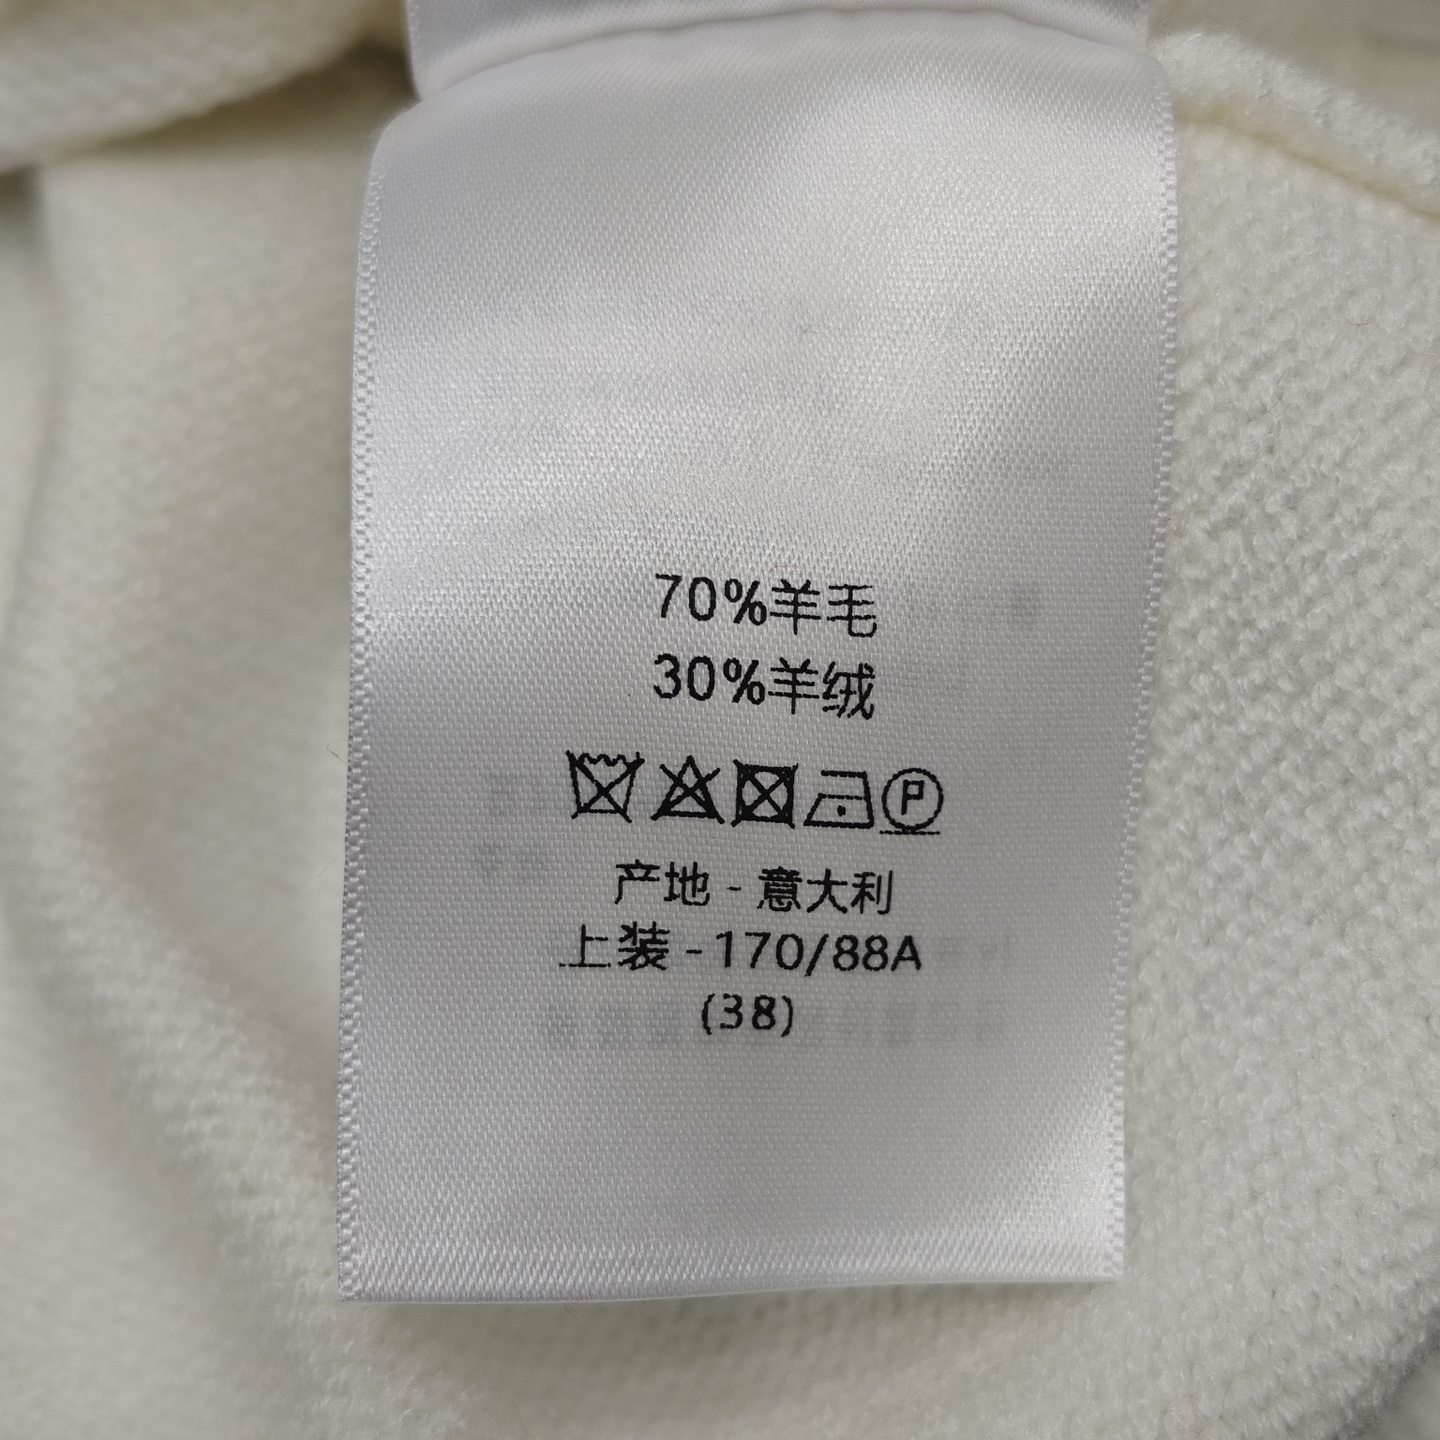 70%羊毛
30%羊绒
P
产地 - 意大利
上装 - 170/88A
(38)